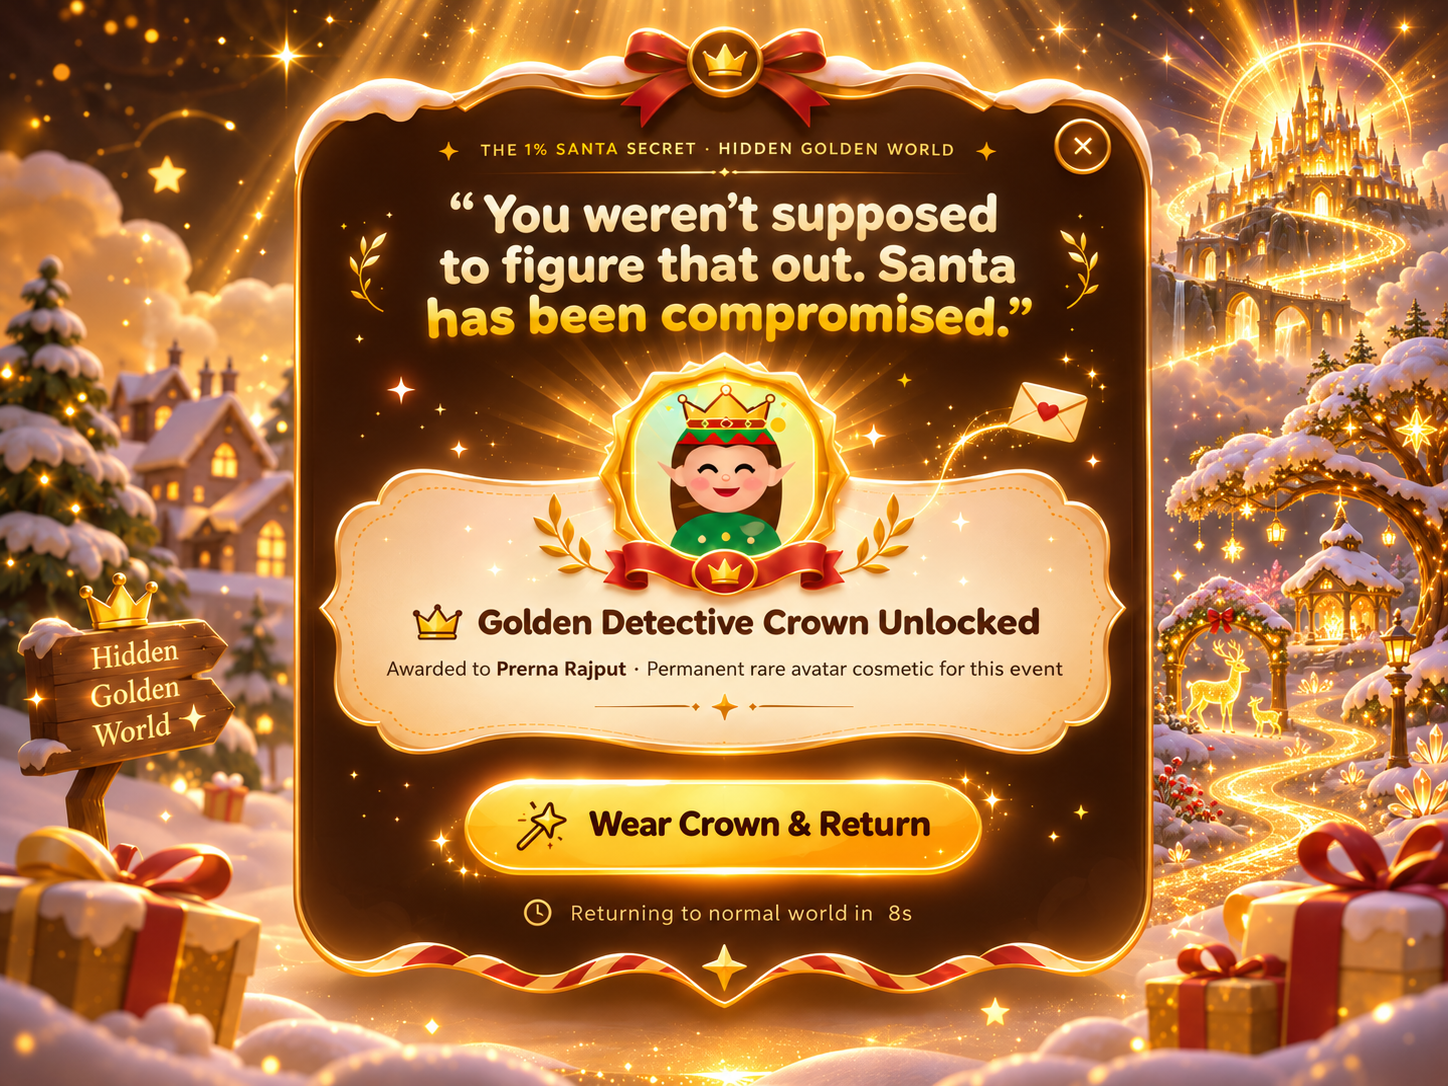 THE 1% SANTA SECRET · HIDDEN GOLDEN WORLD
“ You weren’t supposed
to figure that out. Santa
has been compromised.”
Golden Detective Crown Unlocked
Awarded to Prerna Rajput · Permanent rare avatar cosmetic for this event
Wear Crown & Return
Returning to normal world in 8s
Hidden
Golden
World